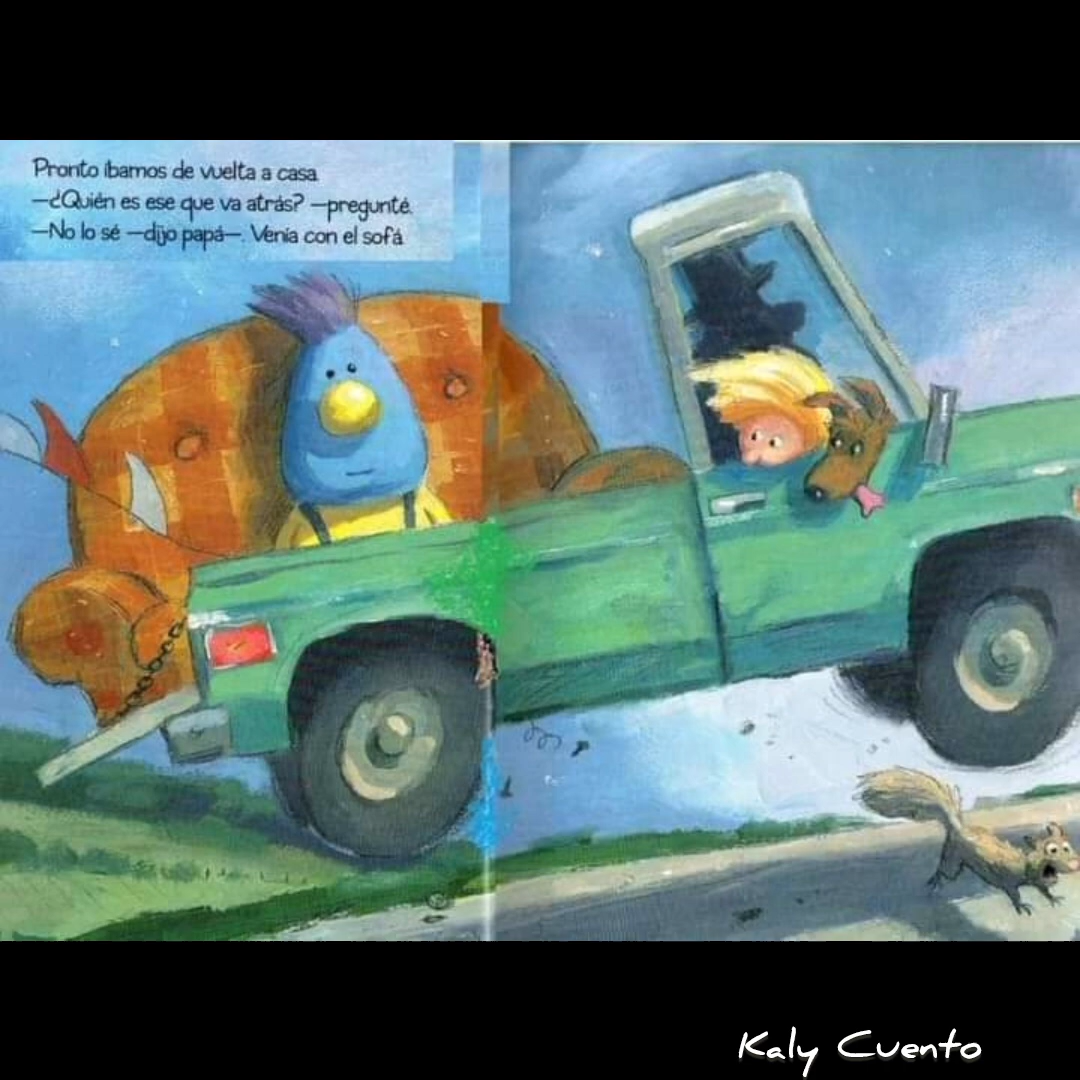 Pronto íbamos de vuelta a casa.
—¿Quién es ese que va atrás? —pregunté.
—No lo sé —dijo papá—. Venía con el sofá.
Kaly Cuento